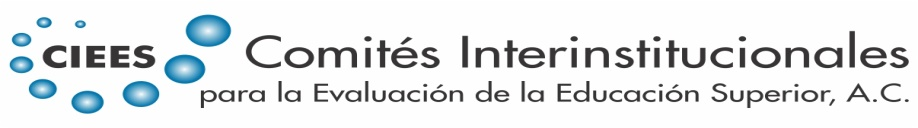 CIEES
Comités Interinstitucionales
para la Evaluación de la Educación Superior, A.C.